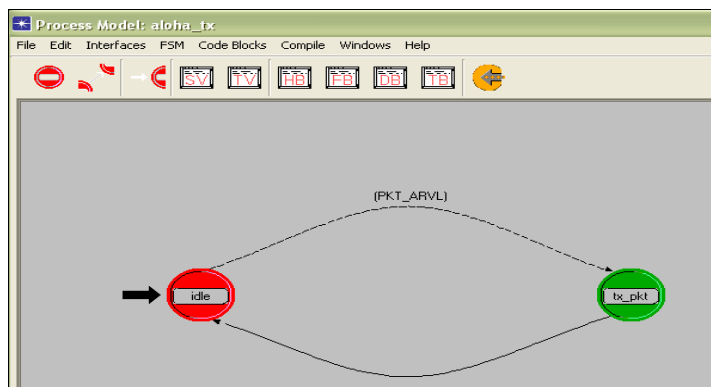 Process Model: aloha_tx
File Edit Interfaces FSM Code Blocks Compile Windows Help
SV TV HB FB DB TB
(PKT_ARVL)
idle tx_pkt